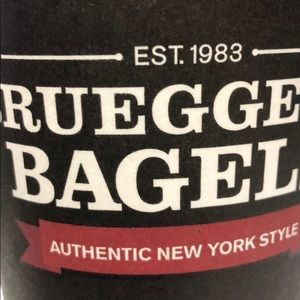 EST. 1983
RUEGGE
BAGEL
AUTHENTIC NEW YORK STYLE